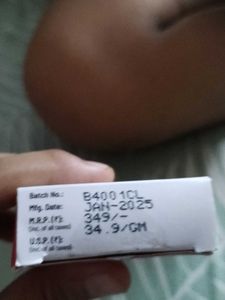 Batch No.: B4001CL
Mfg. Date: JAN-2025
M.R.P.(₹): 349/-
(Incl. of all taxes)
34.9/GM
U.S.P.(₹):
(Incl. of all taxes)